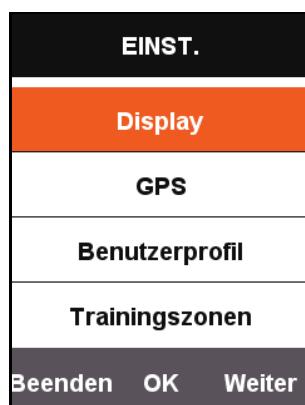 EINST.
Display
GPS
Benutzerprofil
Trainingszonen
Beenden OK Weiter